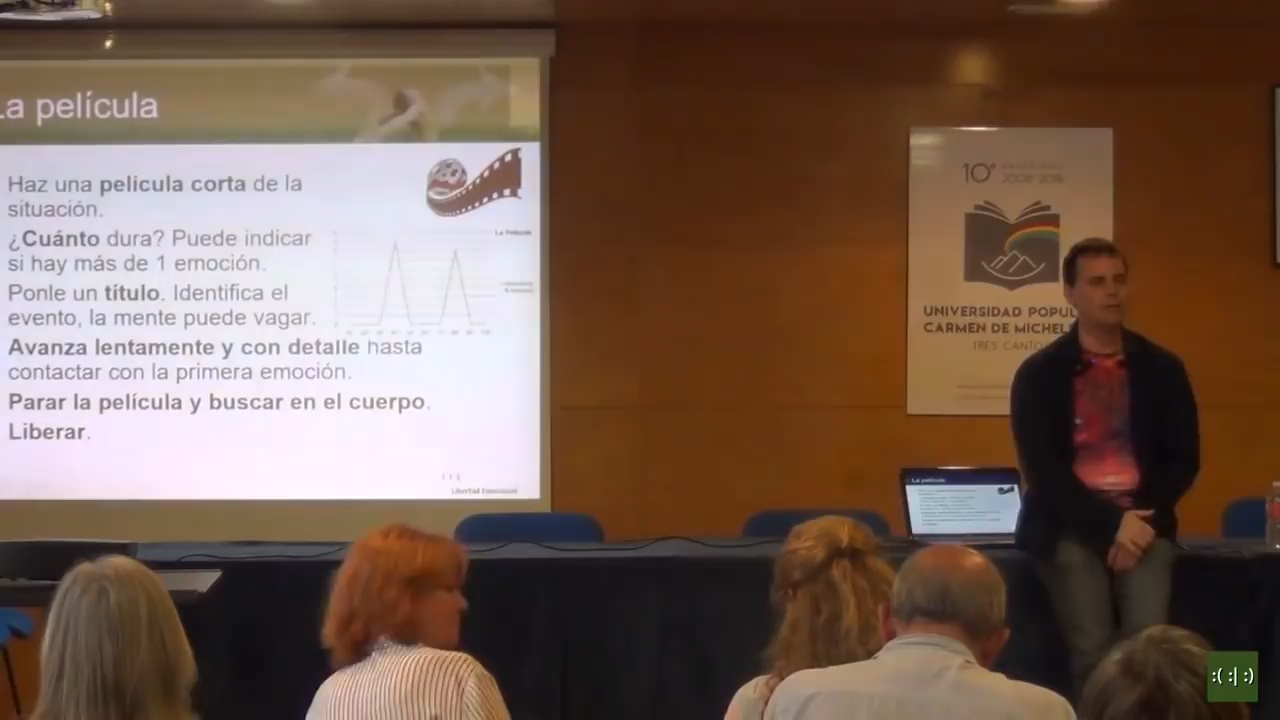 La película
Haz una película corta de la
situación.
¿Cuánto dura? Puede indicar
si hay más de 1 emoción.
Ponle un título. Identifica el
evento, la mente puede vagar.
Avanza lentamente y con detalle hasta
contactar con la primera emoción.
Parar la película y buscar en el cuerpo.
Liberar.
La Película
Libertad Emocional
10º
UNIVERSIDAD POPUL
CARMEN DE MICHEL
TRES CANTO
La película
:( :| :)